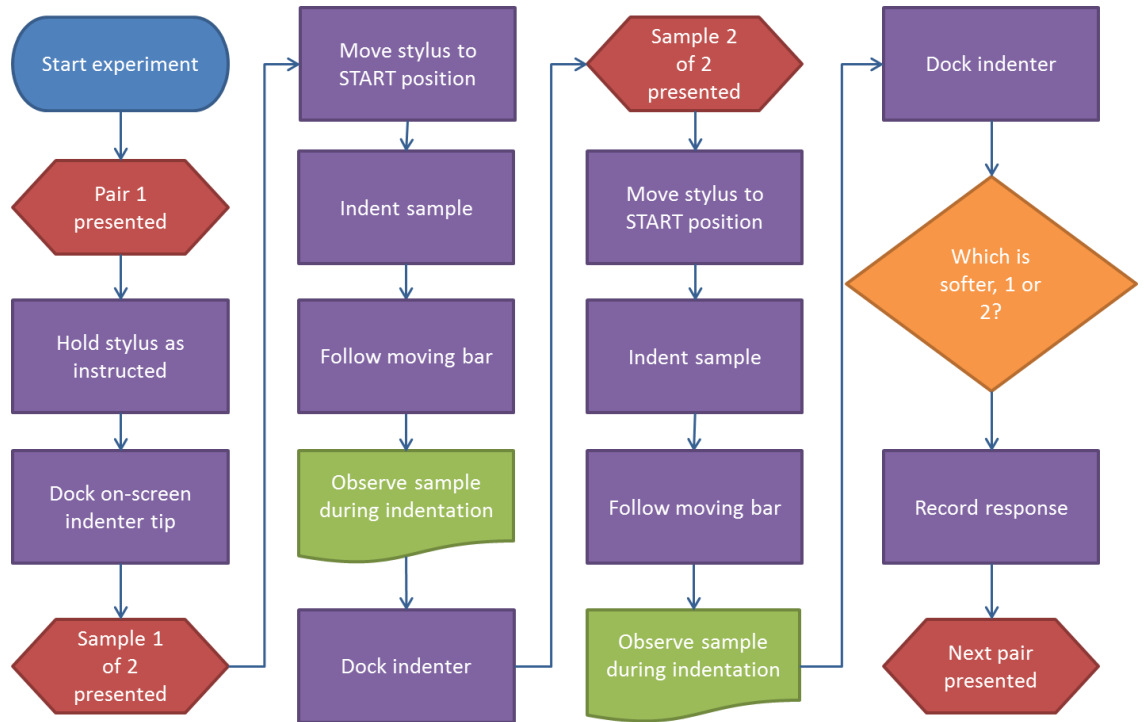 Start experiment
Pair 1
presented
Hold stylus as
instructed
Dock on-screen
indenter tip
Sample 1
of 2
presented
Move stylus to
START position
Indent sample
Follow moving bar
Observe sample
during indentation
Dock indenter
Sample 2
of 2
presented
Move stylus to
START position
Indent sample
Follow moving bar
Observe sample
during indentation
Dock indenter
Which is
softer, 1 or
2?
Record response
Next pair
presented